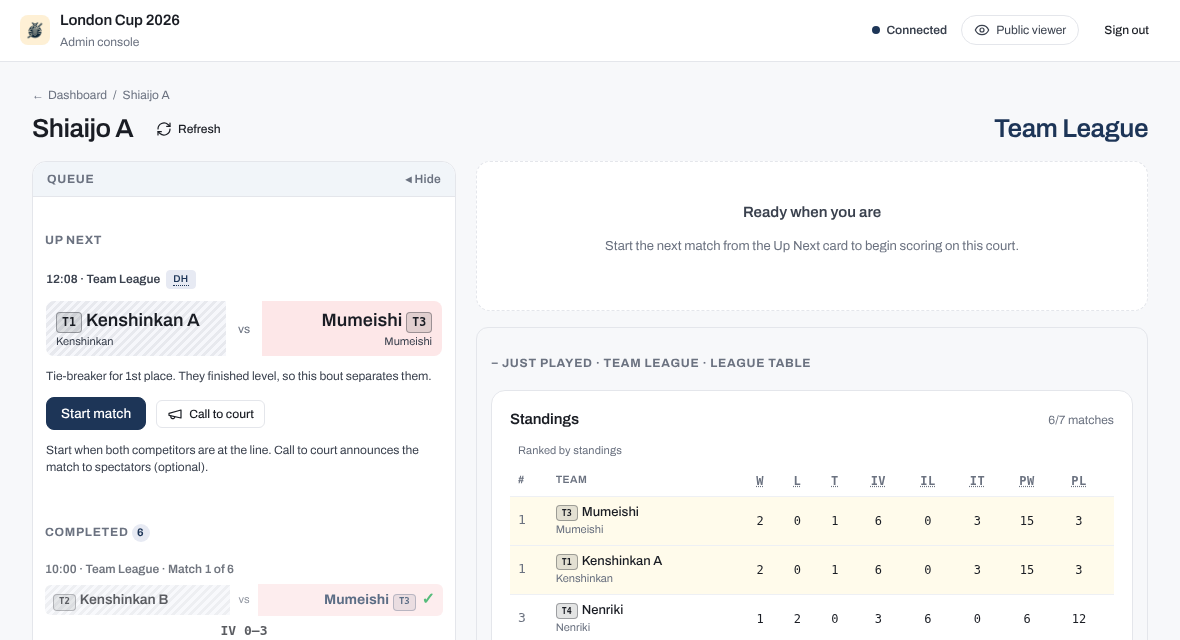 London Cup 2026
Admin console
Connected
Public viewer
Sign out
← Dashboard / Shiaijo A
Shiaijo A
Refresh
Team League
QUEUE
◂ Hide
UP NEXT
12:08 · Team League DH
T1 Kenshinkan A
Kenshinkan
vs
Mumeishi T3
Mumeishi
Tie-breaker for 1st place. They finished level, so this bout separates them.
Start match
Call to court
Start when both competitors are at the line. Call to court announces the
match to spectators (optional).
COMPLETED 6
10:00 · Team League · Match 1 of 6
T2 Kenshinkan B
vs
Mumeishi T3 ✓
IV 0–3
Ready when you are
Start the next match from the Up Next card to begin scoring on this court.
– JUST PLAYED · TEAM LEAGUE · LEAGUE TABLE
Standings
6/7 matches
Ranked by standings
# TEAM W L T IV IL IT PW PL
1 T3 Mumeishi 2 0 1 6 0 3 15 3
Mumeishi
1 T1 Kenshinkan A 2 0 1 6 0 3 15 3
Kenshinkan
3 T4 Nenriki 1 2 0 3 6 0 6 12
Nenriki